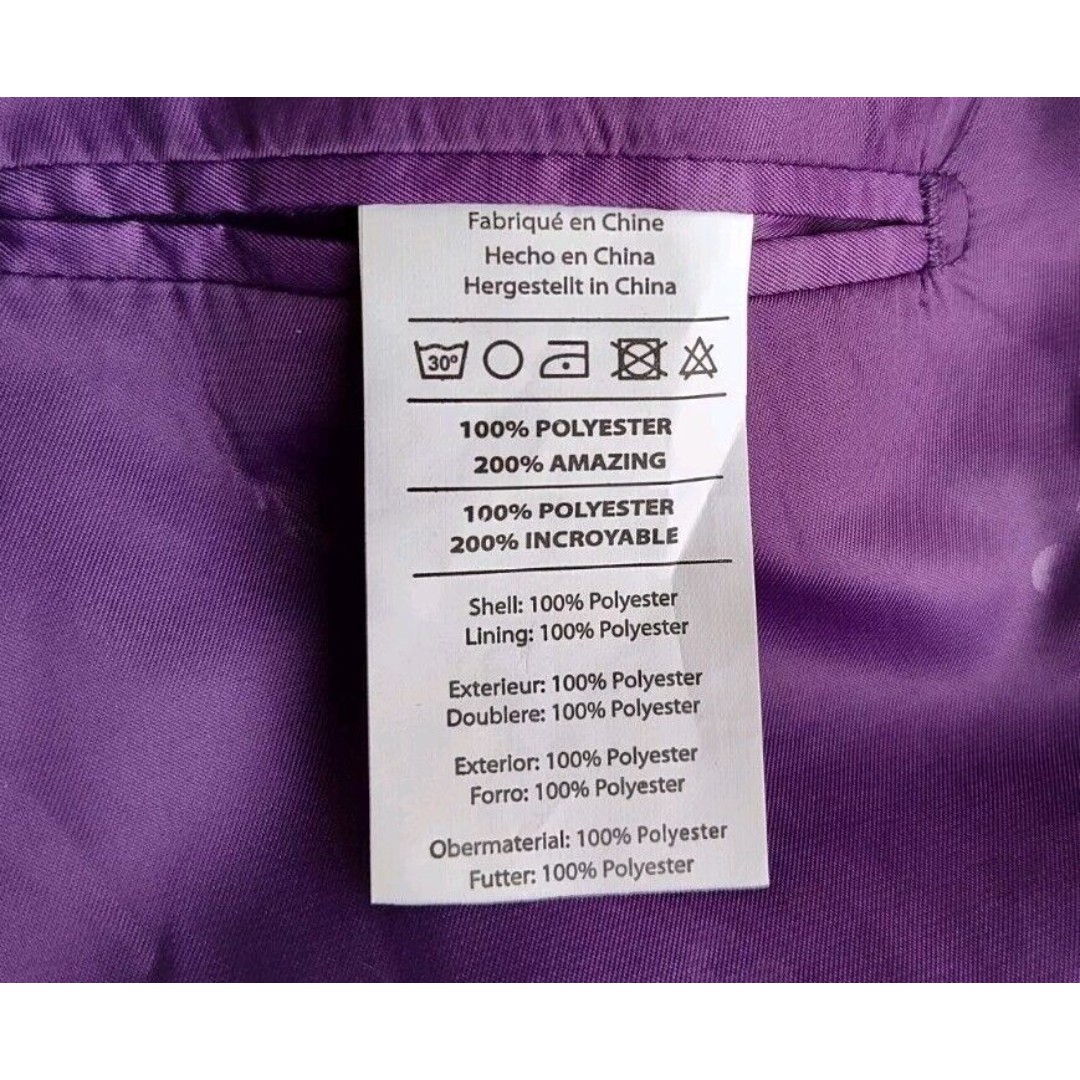 Fabriqué en Chine
Hecho en China
Hergestellt in China
30°
100% POLYESTER
200% AMAZING
100% POLYESTER
200% INCROYABLE
Shell: 100% Polyester
Lining: 100% Polyester
Exterieur: 100% Polyester
Doublere: 100% Polyester
Exterior: 100% Polyester
Forro: 100% Polyester
Obermaterial: 100% Polyester
Futter: 100% Polyester